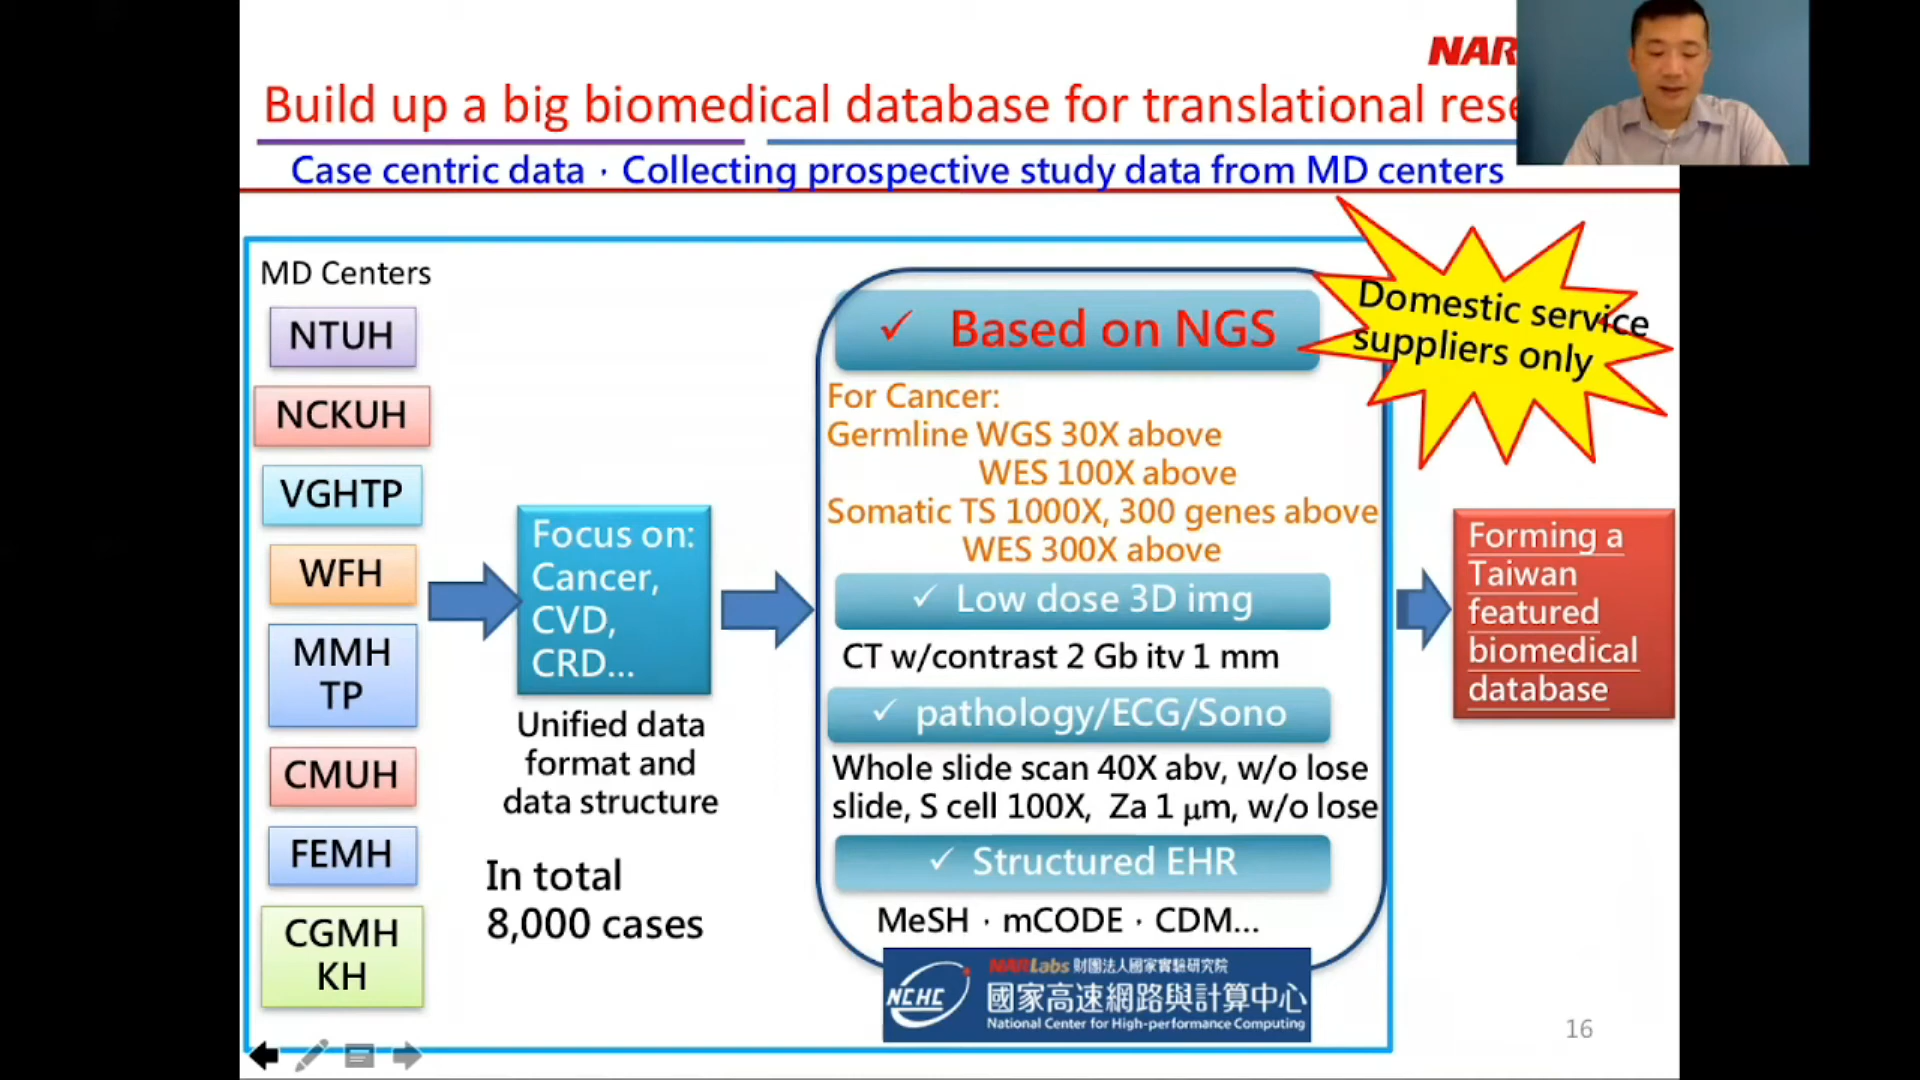 NAR
Build up a big biomedical database for translational rese
Case centric data · Collecting prospective study data from MD centers
MD Centers
NTUH
NCKUH
VGHTP
WFH
MMH
TP
CMUH
FEMH
CGMH
KH
Focus on:
Cancer,
CVD,
CRD...
Unified data
format and
data structure
In total
8,000 cases
✓ Based on NGS
For Cancer:
Germline WGS 30X above
WES 100X above
Somatic TS 1000X, 300 genes above
WES 300X above
✓ Low dose 3D img
CT w/contrast 2 Gb itv 1 mm
✓ pathology/ECG/Sono
Whole slide scan 40X abv, w/o lose
slide, S cell 100X, Za 1 μm, w/o lose
✓ Structured EHR
MeSH · mCODE · CDM...
NCHC
NARLabs 財團法人國家實驗研究院
國家高速網路與計算中心
National Center for High-performance Computing
Domestic service
suppliers only
Forming a
Taiwan
featured
biomedical
database
16